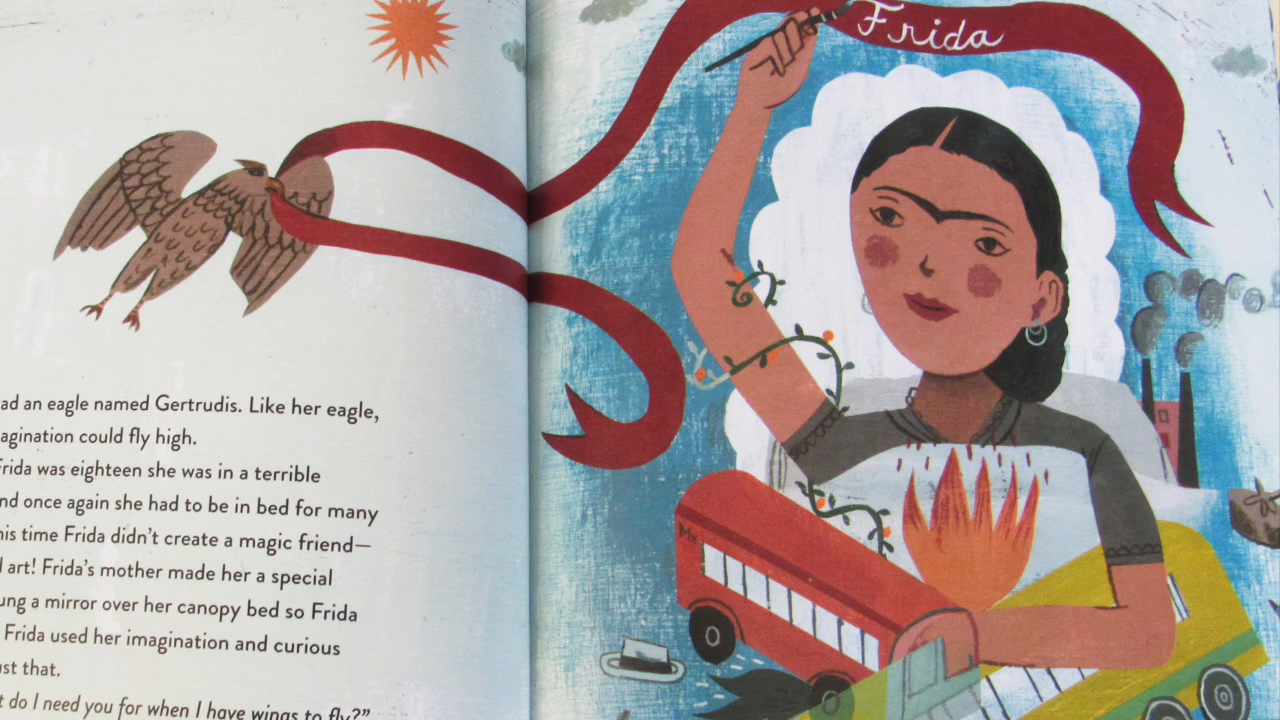 ad an eagle named Gertrudis. Like her eagle,
agination could fly high.
Frida was eighteen she was in a terrible
nd once again she had to be in bed for many
his time Frida didn't create a magic friend—
l art! Frida's mother made her a special
ung a mirror over her canopy bed so Frida
Frida used her imagination and curious
ust that.
t do I need you for when I have wings to fly?"
Frida
Mx